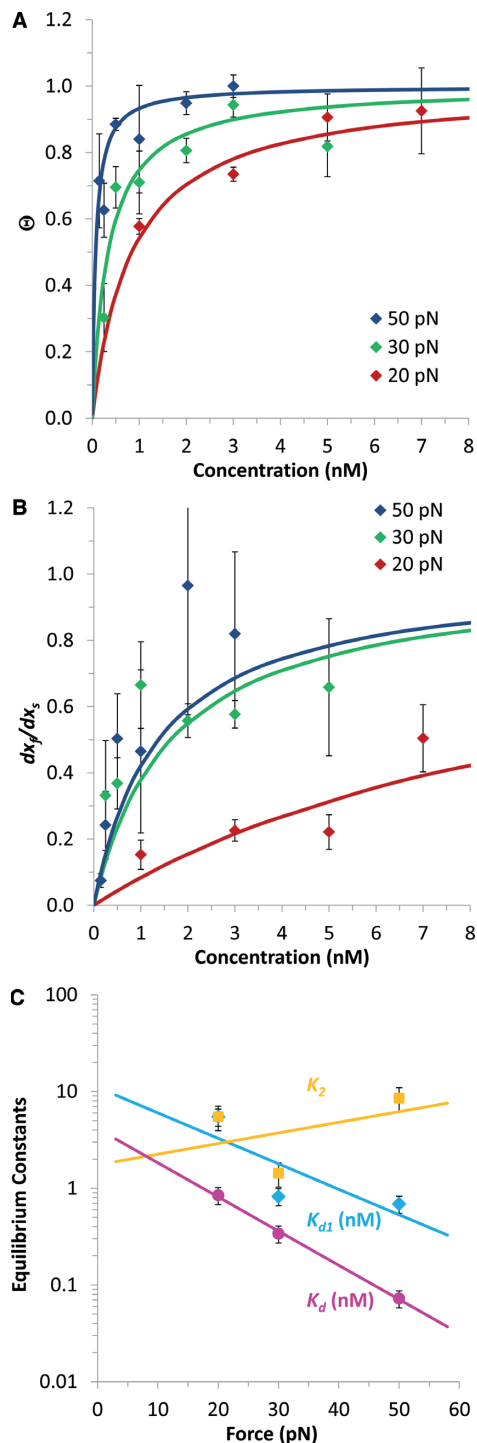 A
1.2
1.0
0.8
0.6
0.4
0.2
0.0
Θ
50 pN
30 pN
20 pN
0 1 2 3 4 5 6 7 8
Concentration (nM)
B
1.2
1.0
0.8
0.6
0.4
0.2
0.0
dx_f/dx_s
50 pN
30 pN
20 pN
0 1 2 3 4 5 6 7 8
Concentration (nM)
C
100
10
1
0.1
0.01
Equilibrium Constants
K_2
K_d1 (nM)
K_d (nM)
0 10 20 30 40 50 60
Force (pN)